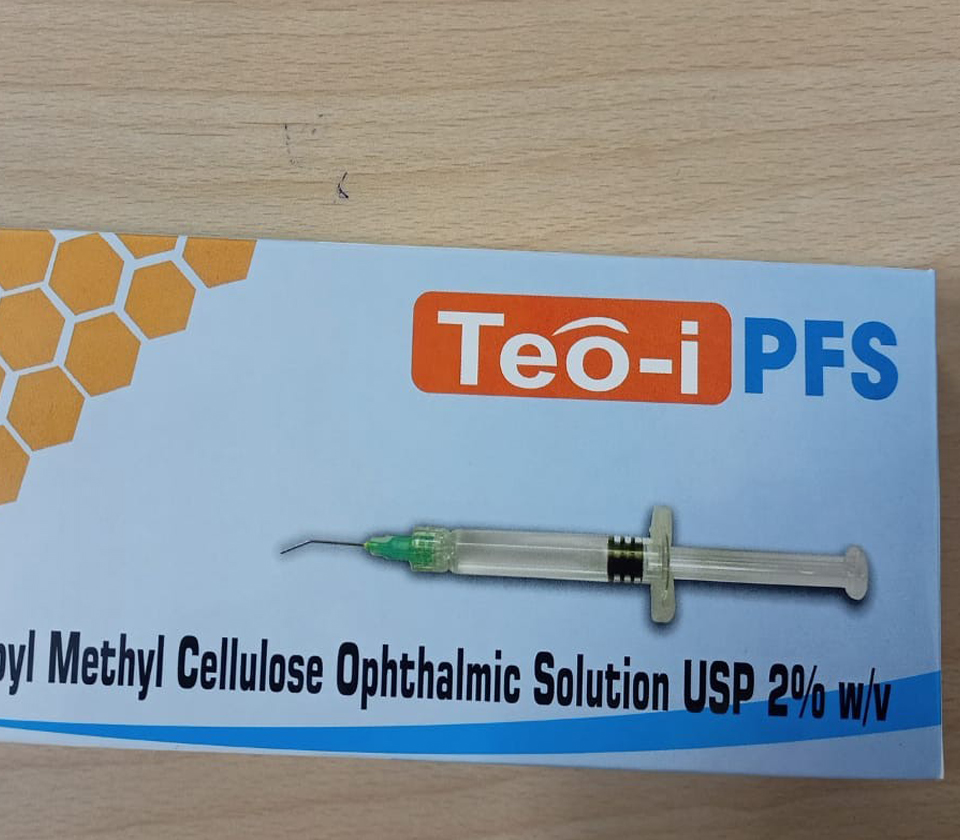 Teo-i PFS
pyl Methyl Cellulose Ophthalmic Solution USP 2% w/v